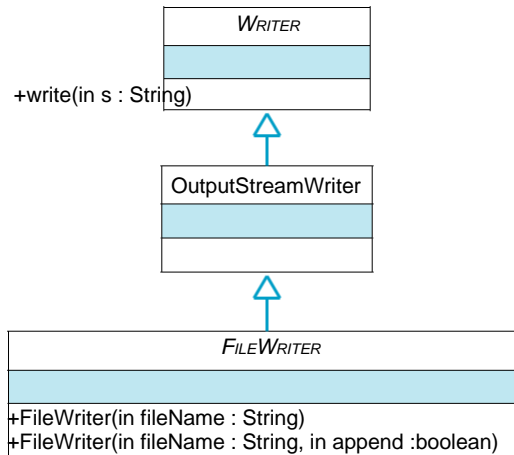 WRITER
+write(in s : String)
OutputStreamWriter
FILEWRITER
+FileWriter(in fileName : String)
+FileWriter(in fileName : String, in append :boolean)